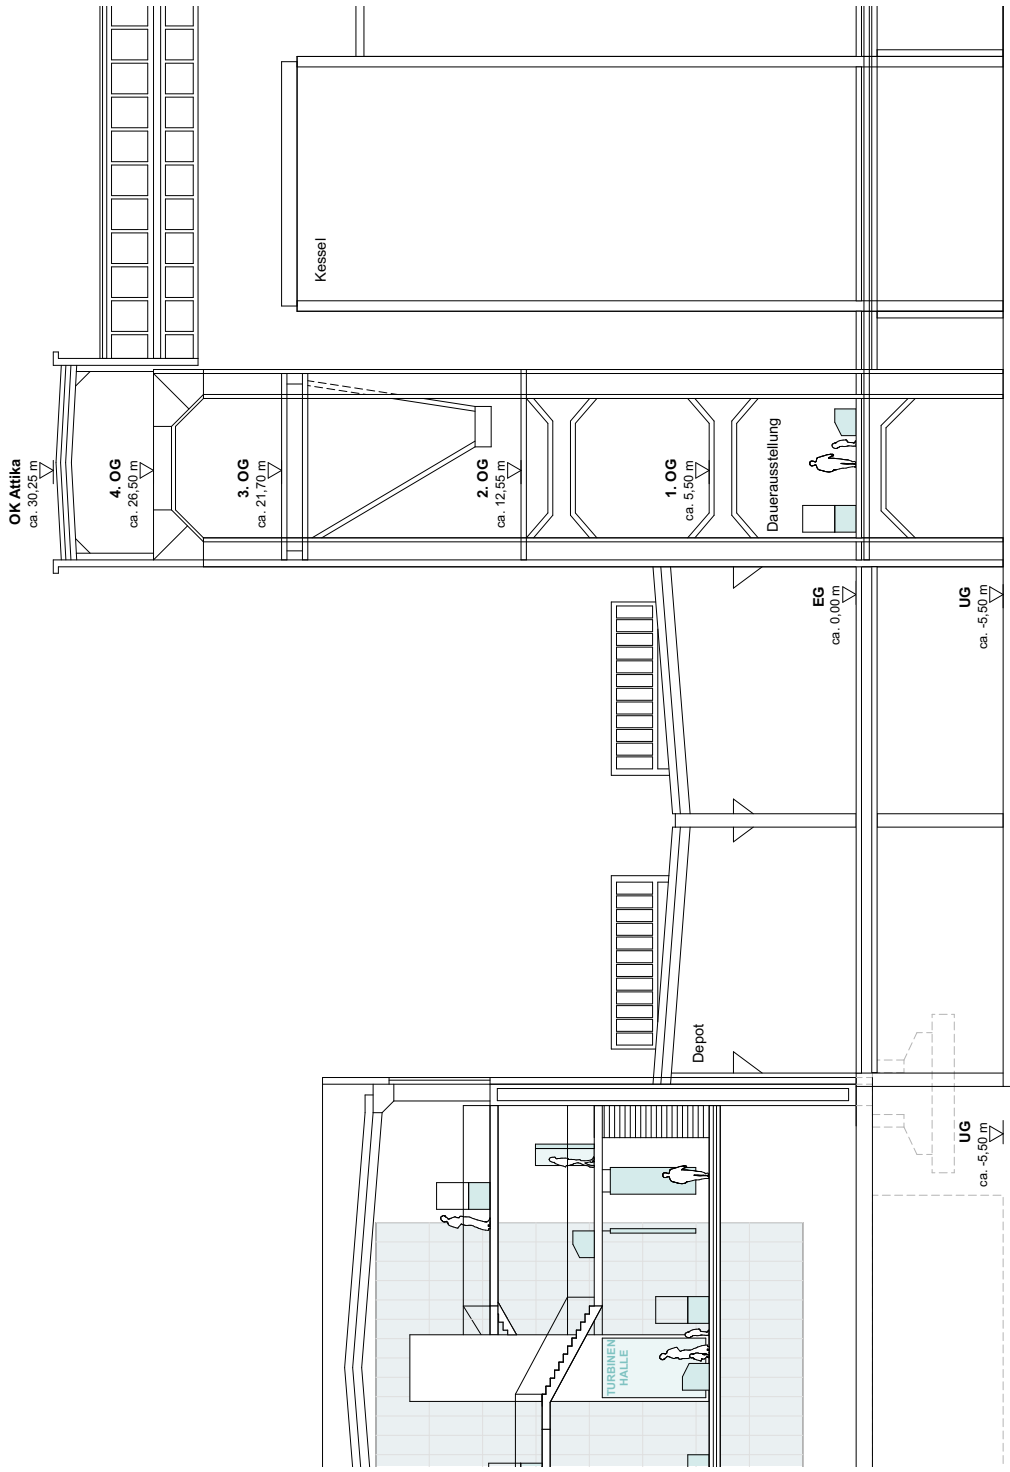 Kessel
OK Attika
ca. 30,25 m
4. OG
ca. 26,50 m
3. OG
ca. 21,70 m
2. OG
ca. 12,55 m
1. OG
ca. 5,50 m
Dauerausstellung
EG
ca. 0,00 m
UG
ca. -5,50 m
Depot
UG
ca. -5,50 m
TURBINEN
HALLE